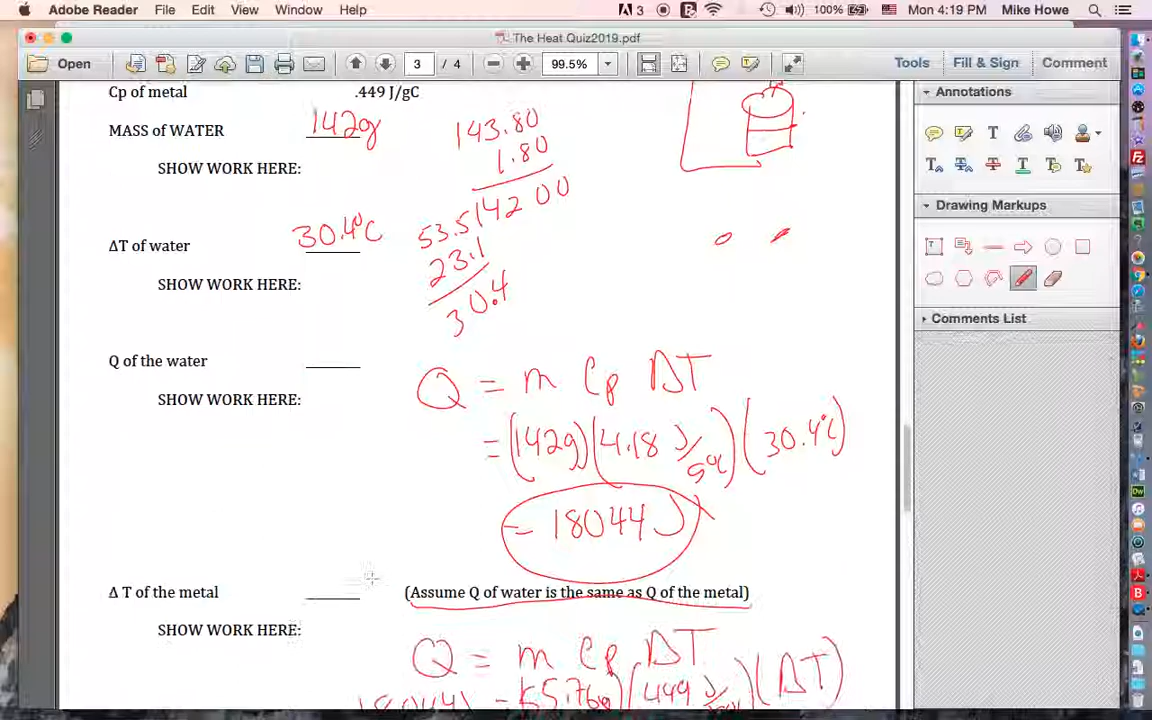 Adobe Reader File Edit View Window Help 3 100% Mon 4:19 PM Mike Howe
The Heat Quiz2019.pdf
Open 3 / 4 99.5% Tools Fill & Sign Comment
Cp of metal .449 J/gC
MASS of WATER 142g
143.80
1.80
142 00
SHOW WORK HERE:
ΔT of water 30.4°C
53.5
23.1
30.4
SHOW WORK HERE:
Q of the water
SHOW WORK HERE:
Q = m Cp ΔT
= (142g)(4.18 J/g°C)(30.4°C)
= 18044 J
Δ T of the metal (Assume Q of water is the same as Q of the metal)
SHOW WORK HERE:
Q = m Cp ΔT
(ΔT)
Annotations
T
T T T T T T
Drawing Markups
T
Comments List